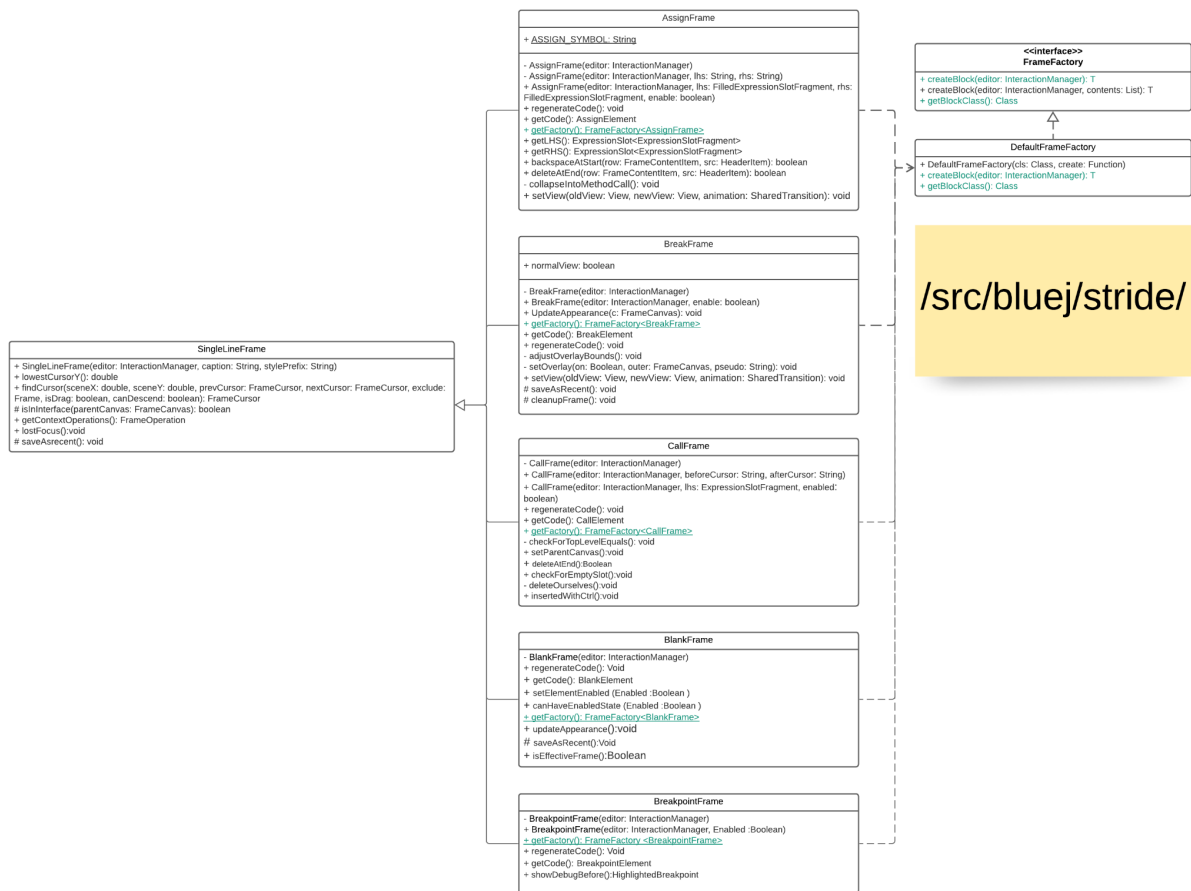 AssignFrame
+ ASSIGN_SYMBOL: String
- AssignFrame(editor: InteractionManager)
- AssignFrame(editor: InteractionManager, lhs: String, rhs: String)
+ AssignFrame(editor: InteractionManager, lhs: FilledExpressionSlotFragment, rhs:
FilledExpressionSlotFragment, enable: boolean)
+ regenerateCode(): void
+ getCode(): AssignElement
+ getFactory(): FrameFactory<AssignFrame>
+ getLHS(): ExpressionSlot<ExpressionSlotFragment>
+ getRHS(): ExpressionSlot<ExpressionSlotFragment>
+ backspaceAtStart(row: FrameContentItem, src: HeaderItem): boolean
+ deleteAtEnd(row: FrameContentItem, src: HeaderItem): boolean
- collapseIntoMethodCall(): void
+ setView(oldView: View, newView: View, animation: SharedTransition): void
<<interface>>
FrameFactory
+ createBlock(editor: InteractionManager): T
+ createBlock(editor: InteractionManager, contents: List): T
+ getBlockClass(): Class
DefaultFrameFactory
+ DefaultFrameFactory(cls: Class, create: Function)
+ createBlock(editor: InteractionManager): T
+ getBlockClass(): Class
/src/bluej/stride/
BreakFrame
+ normalView: boolean
- BreakFrame(editor: InteractionManager)
+ BreakFrame(editor: InteractionManager, enable: boolean)
+ UpdateAppearance(c: FrameCanvas): void
+ getFactory(): FrameFactory<BreakFrame>
+ getCode(): BreakElement
+ regenerateCode(): void
- adjustOverlayBounds(): void
- setOverlay(on: Boolean, outer: FrameCanvas, pseudo: String): void
+ setView(oldView: View, newView: View, animation: SharedTransition): void
# saveAsRecent(): void
# cleanupFrame(): void
SingleLineFrame
+ SingleLineFrame(editor: InteractionManager, caption: String, stylePrefix: String)
+ lowestCursorY(): double
+ findCursor(sceneX: double, sceneY: double, prevCursor: FrameCursor, nextCursor: FrameCursor, exclude:
Frame, isDrag: boolean, canDescend: boolean): FrameCursor
# isInInterface(parentCanvas: FrameCanvas): boolean
+ getContextOperations(): FrameOperation
+ lostFocus():void
# saveAsrecent(): void
CallFrame
- CallFrame(editor: InteractionManager)
+ CallFrame(editor: InteractionManager, beforeCursor: String, afterCursor: String)
+ CallFrame(editor: InteractionManager, lhs: ExpressionSlotFragment, enabled:
boolean)
+ regenerateCode(): void
+ getCode(): CallElement
+ getFactory(): FrameFactory<CallFrame>
- checkForTopLevelEquals(): void
+ setParentCanvas():void
+ deleteAtEnd():Boolean
+ checkForEmptySlot():void
- deleteOurselves():void
+ insertedWithCtrl():void
BlankFrame
- BlankFrame(editor: InteractionManager)
+ regenerateCode(): Void
+ getCode(): BlankElement
+ setElementEnabled (Enabled :Boolean )
+ canHaveEnabledState (Enabled :Boolean )
+ getFactory(): FrameFactory<BlankFrame>
+ updateAppearance():void
# saveAsRecent():Void
+ isEffectiveFrame():Boolean
BreakpointFrame
- BreakpointFrame(editor: InteractionManager)
+ BreakpointFrame(editor: InteractionManager, Enabled :Boolean)
+ getFactory(): FrameFactory <BreakpointFrame>
+ regenerateCode(): Void
+ getCode(): BreakpointElement
+ showDebugBefore():HighlightedBreakpoint